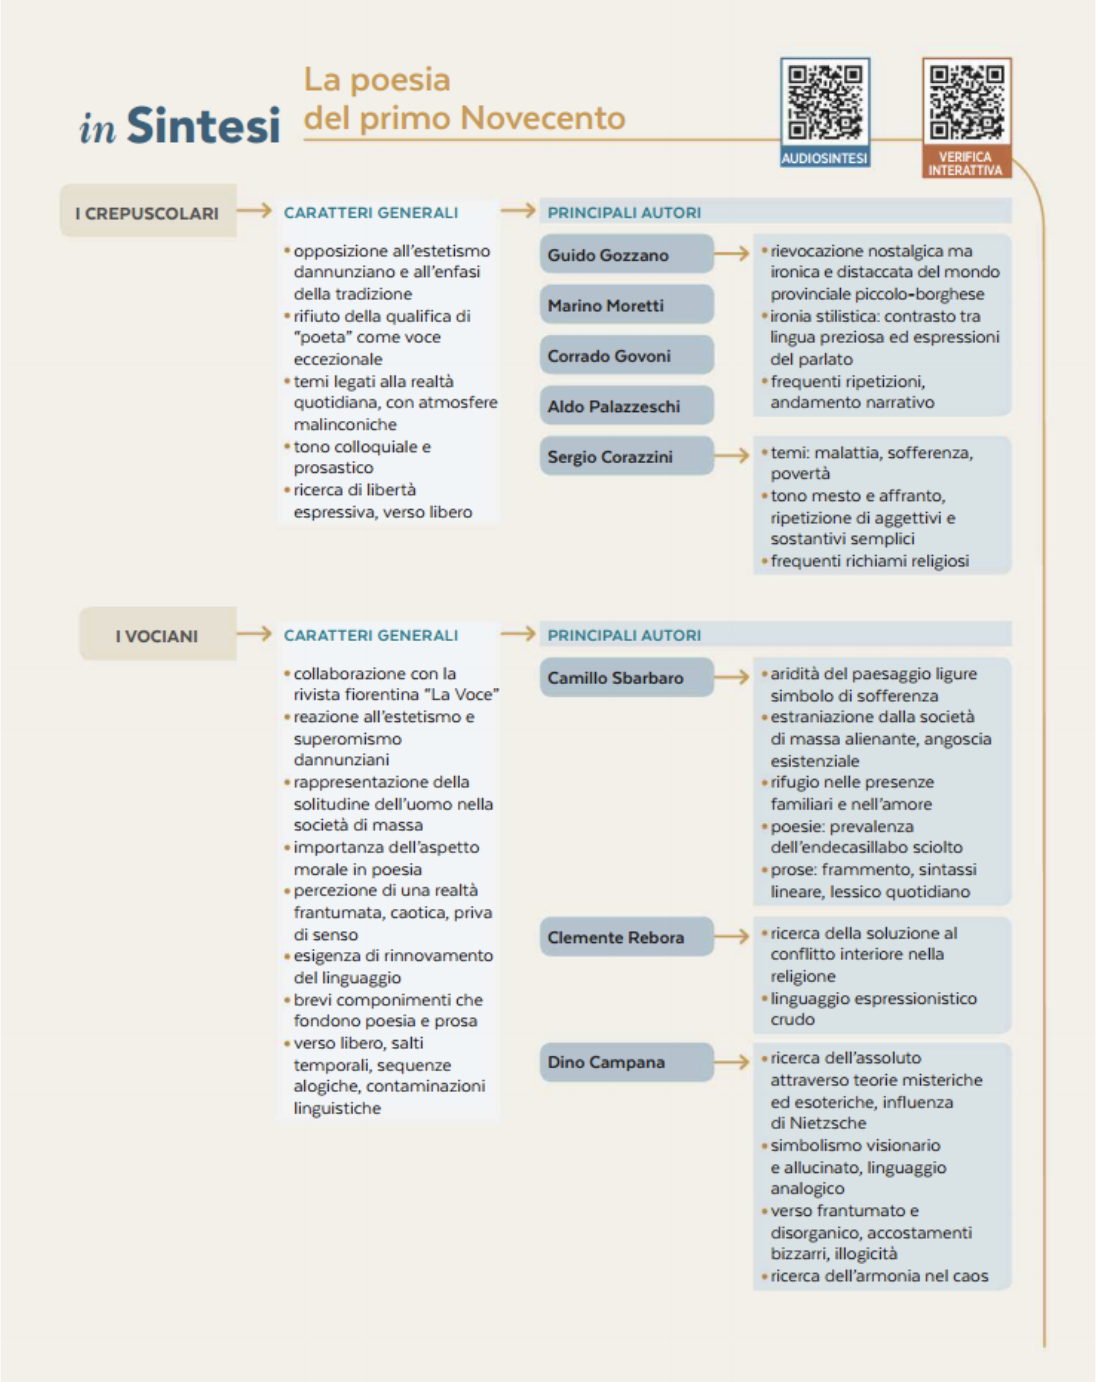 in Sintesi
La poesia
del primo Novecento
AUDIOSINTESI
VERIFICA
INTERATTIVA
I CREPUSCOLARI
CARATTERI GENERALI
• opposizione all'estetismo
dannunziano e all'enfasi
della tradizione
• rifiuto della qualifica di
"poeta" come voce
eccezionale
• temi legati alla realtà
quotidiana, con atmosfere
malinconiche
• tono colloquiale e
prosastico
• ricerca di libertà
espressiva, verso libero
PRINCIPALI AUTORI
Guido Gozzano
• rievocazione nostalgica ma
ironica e distaccata del mondo
provinciale piccolo-borghese
• ironia stilistica: contrasto tra
lingua preziosa ed espressioni
del parlato
• frequenti ripetizioni,
andamento narrativo
Marino Moretti
Corrado Govoni
Aldo Palazzeschi
Sergio Corazzini
• temi: malattia, sofferenza,
povertà
• tono mesto e affranto,
ripetizione di aggettivi e
sostantivi semplici
• frequenti richiami religiosi
I VOCIANI
CARATTERI GENERALI
• collaborazione con la
rivista fiorentina "La Voce"
• reazione all'estetismo e
superomismo
dannunziani
• rappresentazione della
solitudine dell'uomo nella
società di massa
• importanza dell'aspetto
morale in poesia
• percezione di una realtà
frantumata, caotica, priva
di senso
• esigenza di rinnovamento
del linguaggio
• brevi componimenti che
fondono poesia e prosa
• verso libero, salti
temporali, sequenze
alogiche, contaminazioni
linguistiche
PRINCIPALI AUTORI
Camillo Sbarbaro
• aridità del paesaggio ligure
simbolo di sofferenza
• estraniazione dalla società
di massa alienante, angoscia
esistenziale
• rifugio nelle presenze
familiari e nell'amore
• poesie: prevalenza
dell'endecasillabo sciolto
• prose: frammento, sintassi
lineare, lessico quotidiano
Clemente Rebora
• ricerca della soluzione al
conflitto interiore nella
religione
• linguaggio espressionistico
crudo
Dino Campana
• ricerca dell'assoluto
attraverso teorie misteriche
ed esoteriche, influenza
di Nietzsche
• simbolismo visionario
e allucinato, linguaggio
analogico
• verso frantumato e
disorganico, accostamenti
bizzarri, illogicità
• ricerca dell'armonia nel caos